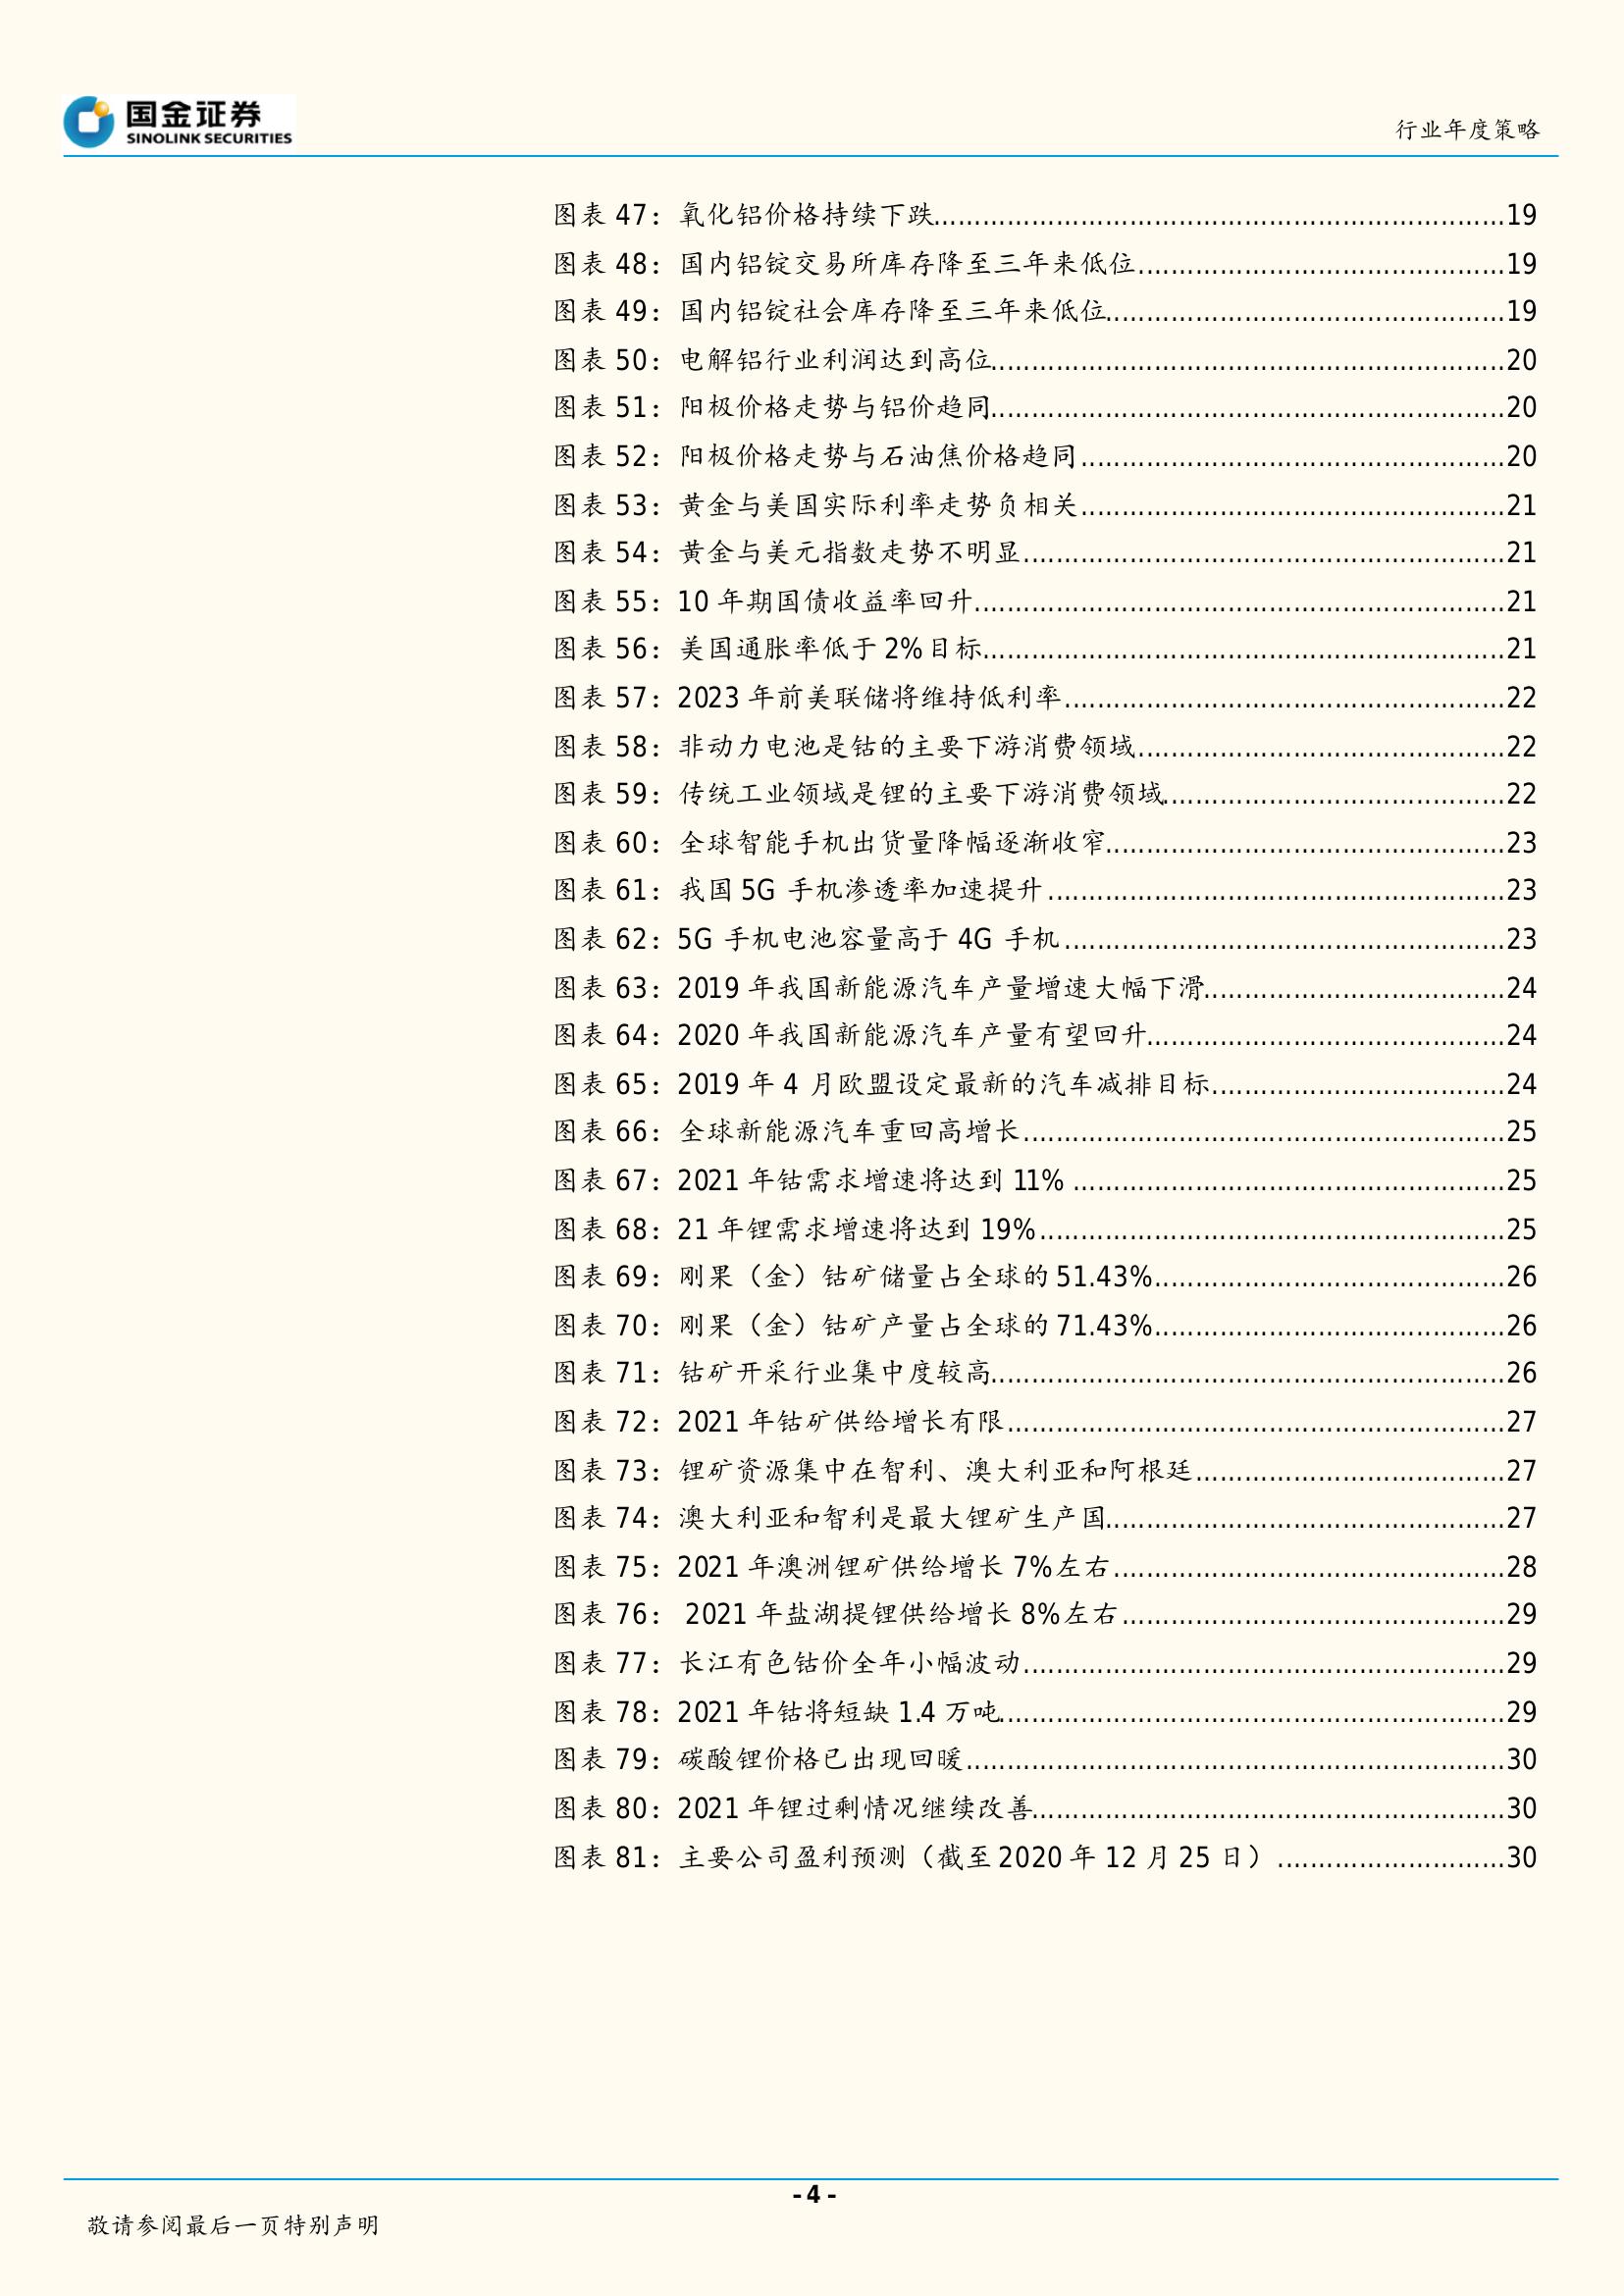 国金证券
SINOLINK SECURITIES
行业年度策略
图表 47：氧化铝价格持续下跌......................................................................19
图表 48：国内铝锭交易所库存降至三年来低位.............................................19
图表 49：国内铝锭社会库存降至三年来低位.................................................19
图表 50：电解铝行业利润达到高位...............................................................20
图表 51：阳极价格走势与铝价趋同...............................................................20
图表 52：阳极价格走势与石油焦价格趋同....................................................20
图表 53：黄金与美国实际利率走势负相关....................................................21
图表 54：黄金与美元指数走势不明显...........................................................21
图表 55：10 年期国债收益率回升.................................................................21
图表 56：美国通胀率低于 2%目标................................................................21
图表 57：2023 年前美联储将维持低利率......................................................22
图表 58：非动力电池是钴的主要下游消费领域.............................................22
图表 59：传统工业领域是锂的主要下游消费领域..........................................22
图表 60：全球智能手机出货量降幅逐渐收窄.................................................23
图表 61：我国 5G 手机渗透率加速提升........................................................23
图表 62：5G 手机电池容量高于 4G 手机......................................................23
图表 63：2019 年我国新能源汽车产量增速大幅下滑.....................................24
图表 64：2020 年我国新能源汽车产量有望回升............................................24
图表 65：2019 年 4 月欧盟设定最新的汽车减排目标....................................24
图表 66：全球新能源汽车重回高增长...........................................................25
图表 67：2021 年钴需求增速将达到 11% .....................................................25
图表 68：21 年锂需求增速将达到 19%.........................................................25
图表 69：刚果（金）钴矿储量占全球的 51.43%...........................................26
图表 70：刚果（金）钴矿产量占全球的 71.43%...........................................26
图表 71：钴矿开采行业集中度较高...............................................................26
图表 72：2021 年钴矿供给增长有限.............................................................27
图表 73：锂矿资源集中在智利、澳大利亚和阿根廷......................................27
图表 74：澳大利亚和智利是最大锂矿生产国.................................................27
图表 75：2021 年澳洲锂矿供给增长 7%左右................................................28
图表 76： 2021 年盐湖提锂供给增长 8%左右...............................................29
图表 77：长江有色钴价全年小幅波动...........................................................29
图表 78：2021 年钴将短缺 1.4 万吨..............................................................29
图表 79：碳酸锂价格已出现回暖..................................................................30
图表 80：2021 年锂过剩情况继续改善..........................................................30
图表 81：主要公司盈利预测（截至 2020 年 12 月 25 日）............................30
- 4 -
敬请参阅最后一页特别声明